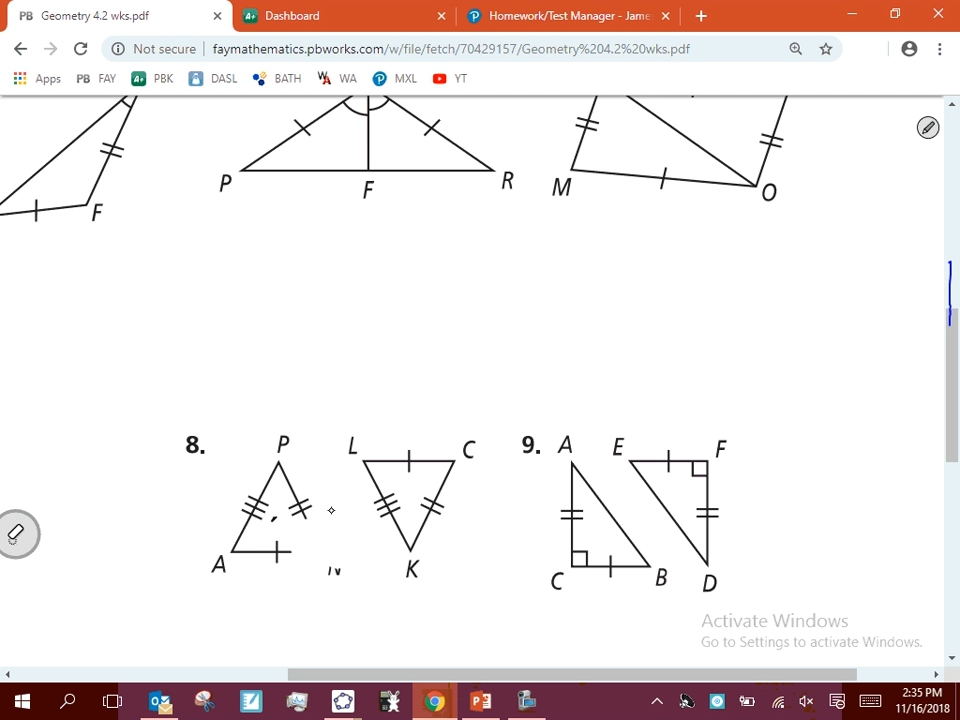 PB Geometry 4.2 wks.pdf
A+ Dashboard
P Homework/Test Manager - Jame
Not secure faymathematics.pbworks.com/w/file/fetch/70429157/Geometry%204.2%20wks.pdf
Apps PB FAY A+ PBK DASL BATH WA WA P MXL YT
F
P F R
M O
8. P L C
A K
9. A E F
C B D
Activate Windows
Go to Settings to activate Windows.
2:35 PM
11/16/2018